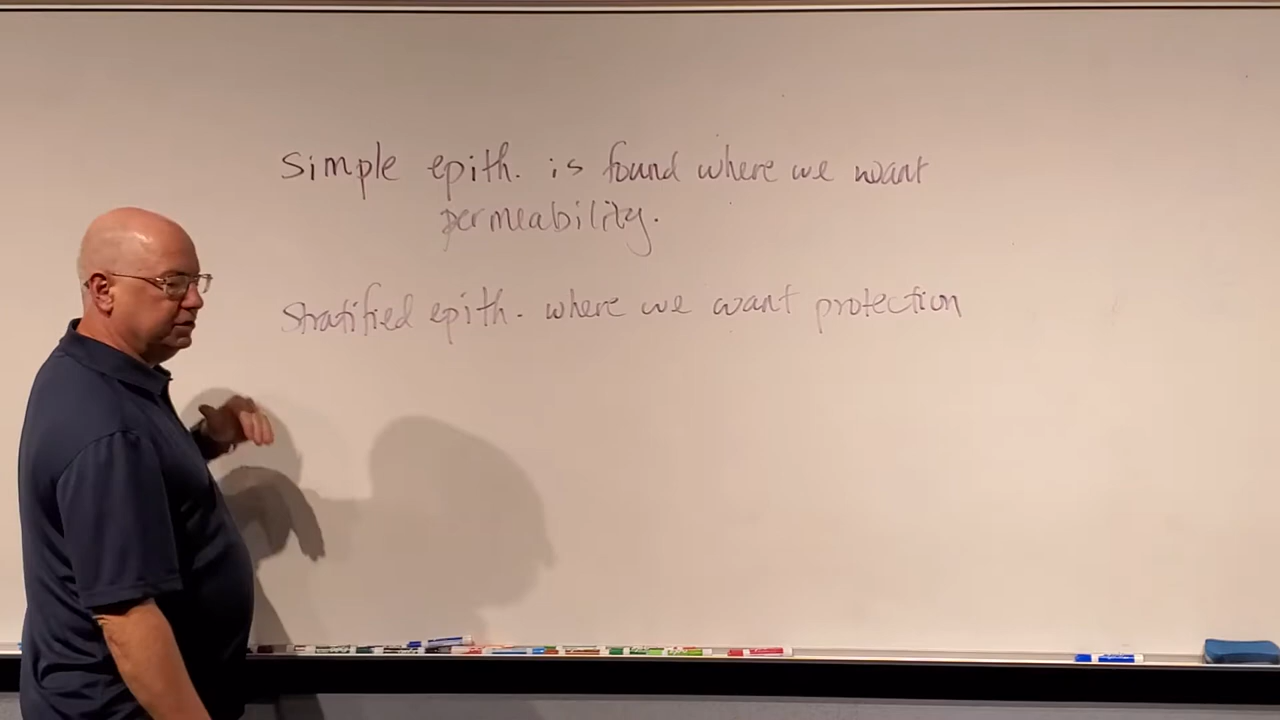 Simple epith. is found where we want
permeability.
Stratified epith. where we want protection